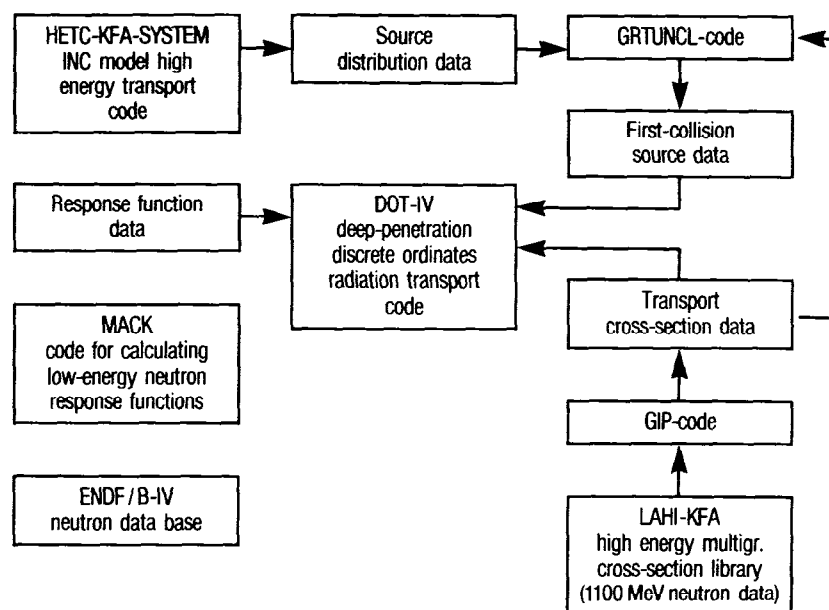 HETC-KFA-SYSTEM
INC model high
energy transport
code
Source
distribution data
GRTUNCL-code
First-collision
source data
Response function
data
DOT-IV
deep-penetration
discrete ordinates
radiation transport
code
MACK
code for calculating
low-energy neutron
response functions
Transport
cross-section data
GIP-code
ENDF/B-IV
neutron data base
LAHI-KFA
high energy multigr.
cross-section library
(1100 MeV neutron data)